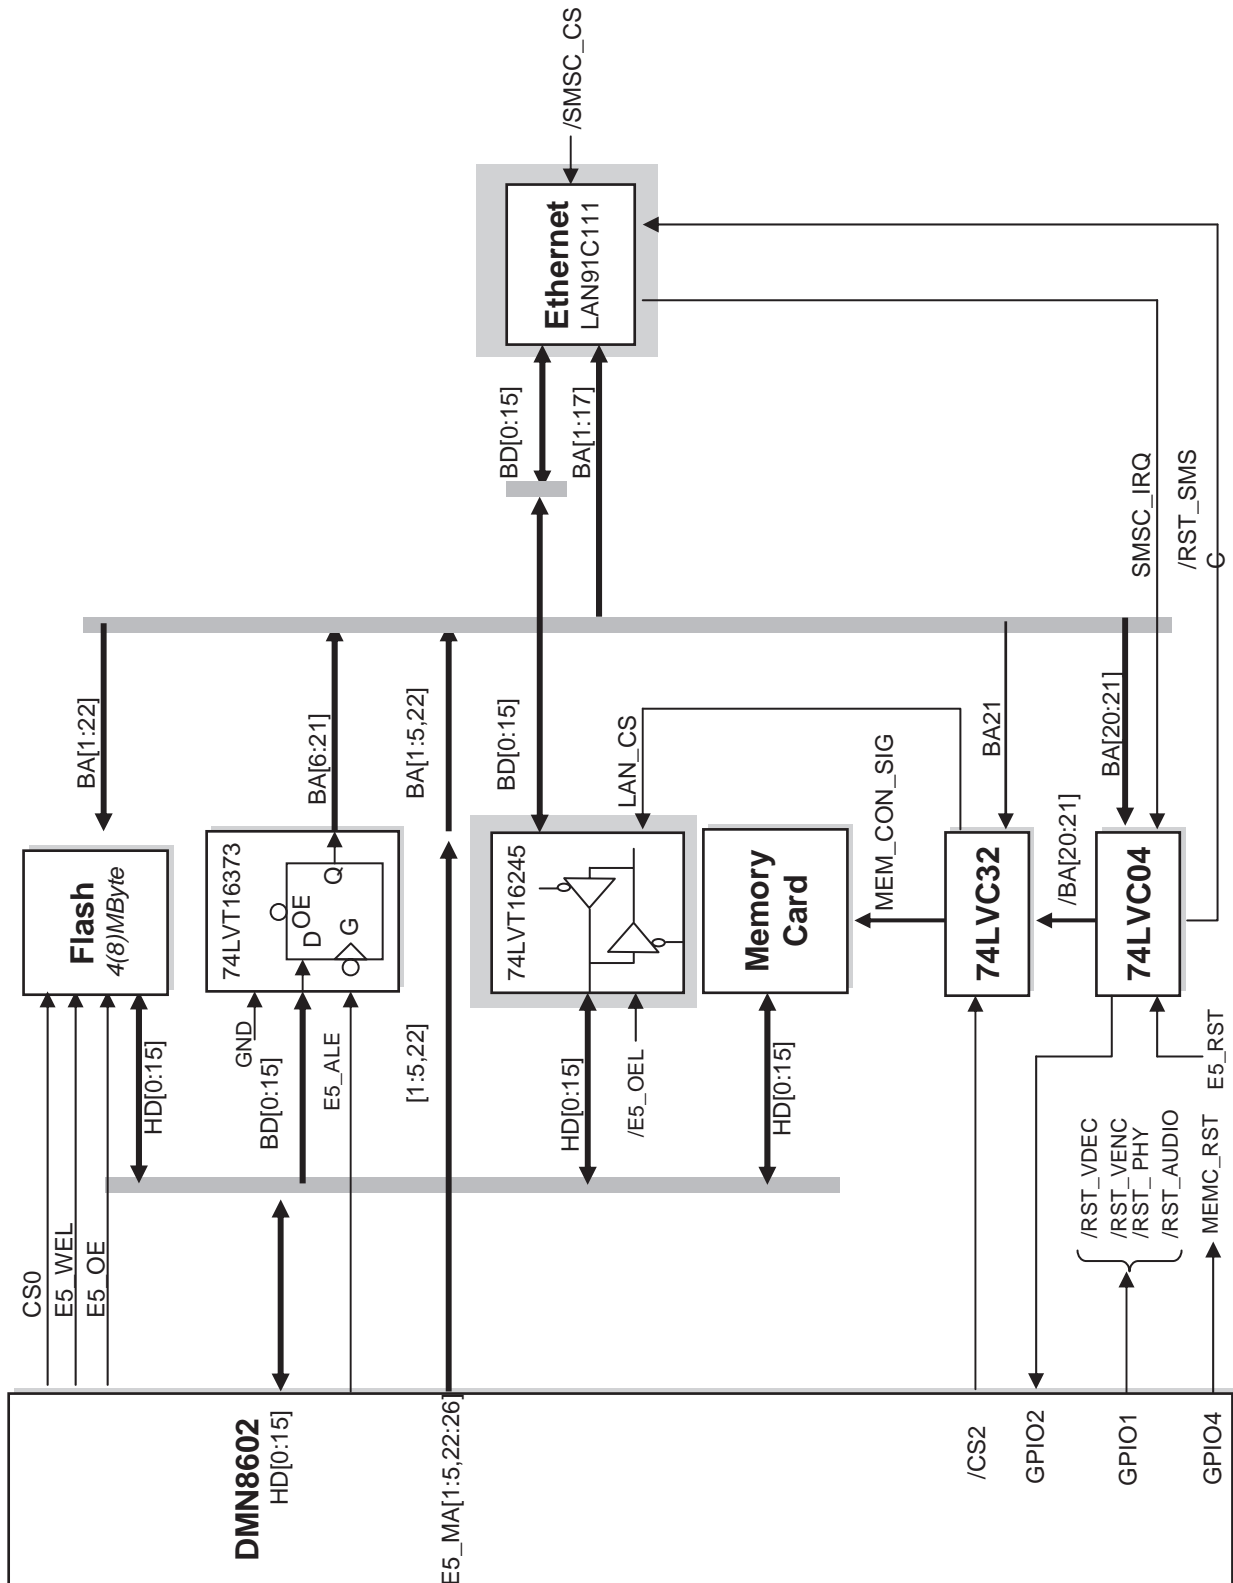 /SMSC_CS
Ethernet
LAN91C111
BD[0:15]
BA[1:17]
SMSC_IRQ
/RST_SMS
C
BA[1:22]
BA[6:21]
BA[1:5,22]
BD[0:15]
LAN_CS
MEM_CON_SIG
BA21
BA[20:21]
/BA[20:21]
Flash
4(8)MByte
74LVT16373
D
OE
Q
G
74LVT16245
Memory
Card
74LVC32
74LVC04
HD[0:15]
GND
BD[0:15]
E5_ALE
[1:5,22]
HD[0:15]
/E5_OEL
HD[0:15]
E5_RST
CS0
E5_WEL
E5_OE
/RST_VDEC
/RST_VENC
/RST_PHY
/RST_AUDIO
MEMC_RST
DMN8602
HD[0:15]
E5_MA[1:5,22:26]
/CS2
GPIO2
GPIO1
GPIO4